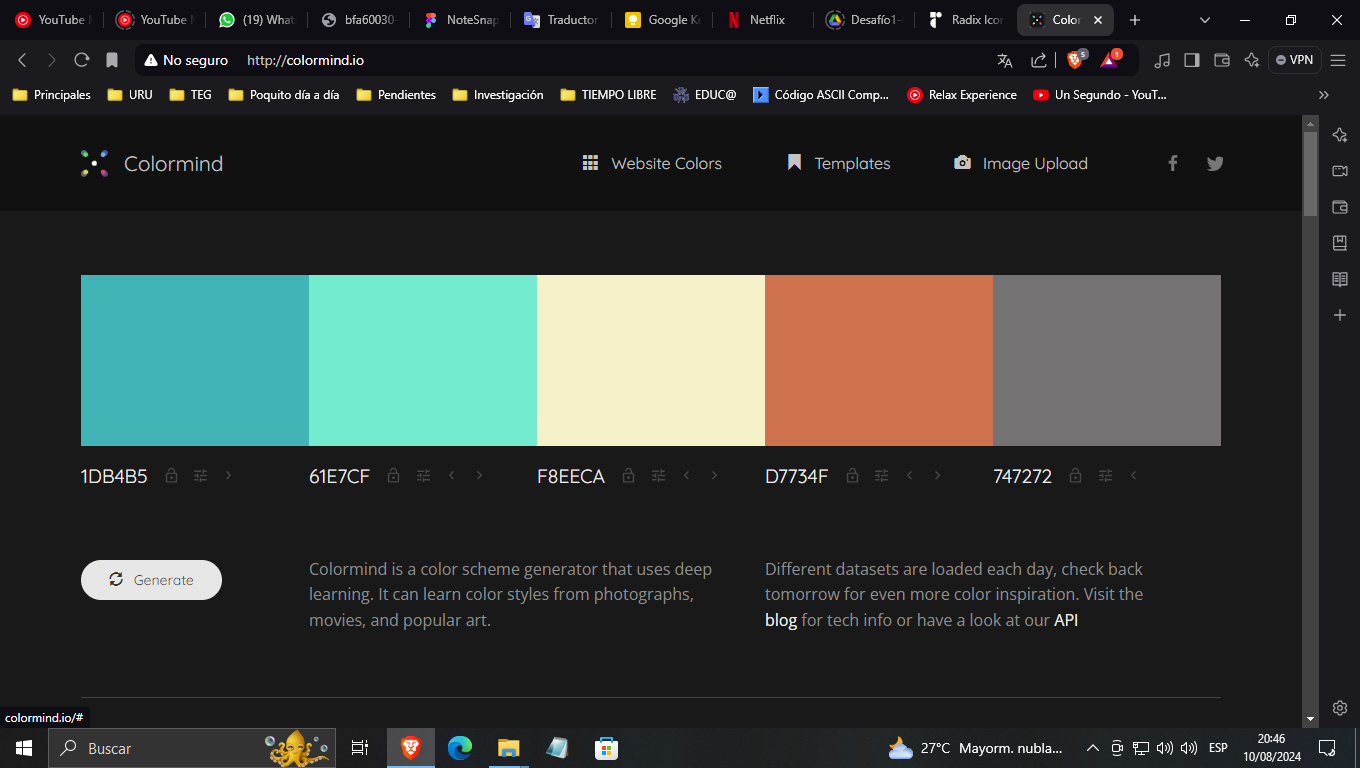 YouTube M
YouTube M
(19) What
bfa60030-
NoteSnap
Traductor
Google Ke
Netflix
Desafío1-
Radix Icon
Color
No seguro
http://colormind.io
5
1
VPN
Principales
URU
TEG
Poquito día a día
Pendientes
Investigación
TIEMPO LIBRE
EDUC@
Código ASCII Comp...
Relax Experience
Un Segundo - YouT...
Colormind
Website Colors
Templates
Image Upload
1DB4B5
61E7CF
F8EECA
D7734F
747272
Generate
Colormind is a color scheme generator that uses deep
learning. It can learn color styles from photographs,
movies, and popular art.
Different datasets are loaded each day, check back
tomorrow for even more color inspiration. Visit the
blog for tech info or have a look at our API
colormind.io/#
Buscar
27°C Mayorm. nubla...
ESP
20:46
10/08/2024